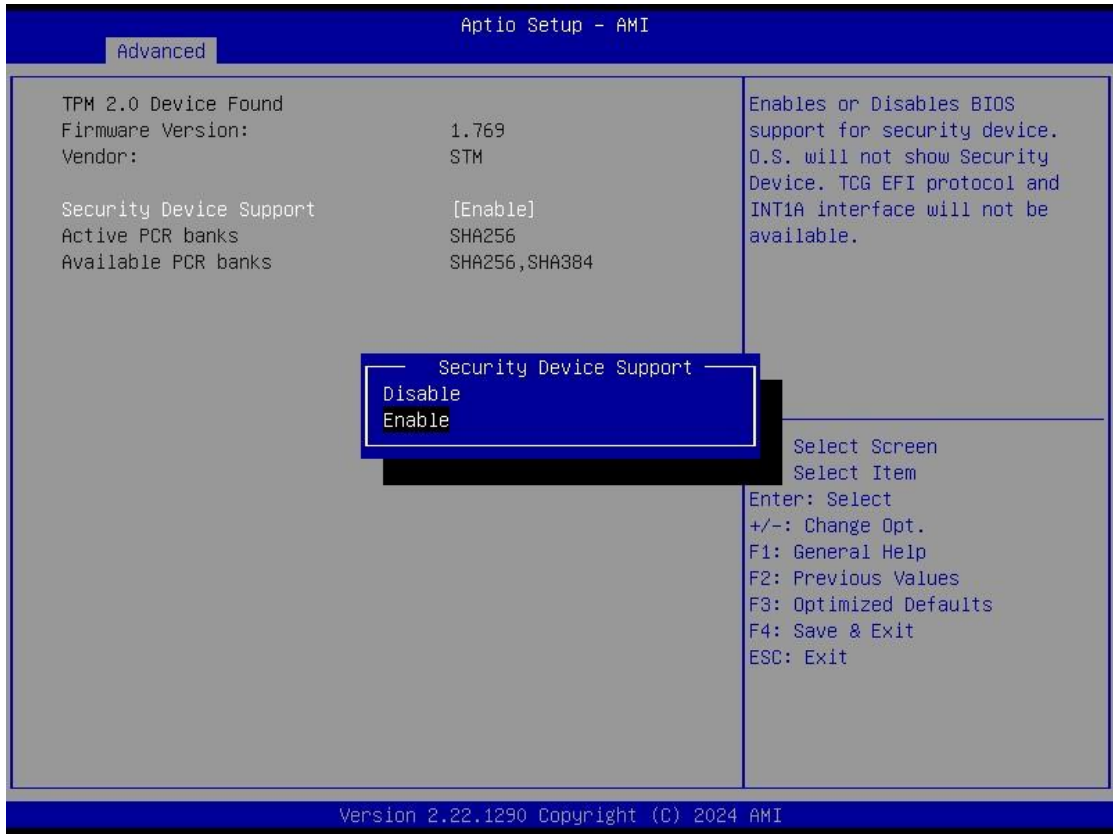 Aptio Setup - AMI
Advanced
TPM 2.0 Device Found
Firmware Version: 1.769
Vendor: STM
Security Device Support [Enable]
Active PCR banks SHA256
Available PCR banks SHA256,SHA384
Enables or Disables BIOS
support for security device.
O.S. will not show Security
Device. TCG EFI protocol and
INT1A interface will not be
available.
Security Device Support
Disable
Enable
Select Screen
Select Item
Enter: Select
+/-: Change Opt.
F1: General Help
F2: Previous Values
F3: Optimized Defaults
F4: Save & Exit
ESC: Exit
Version 2.22.1290 Copyright (C) 2024 AMI